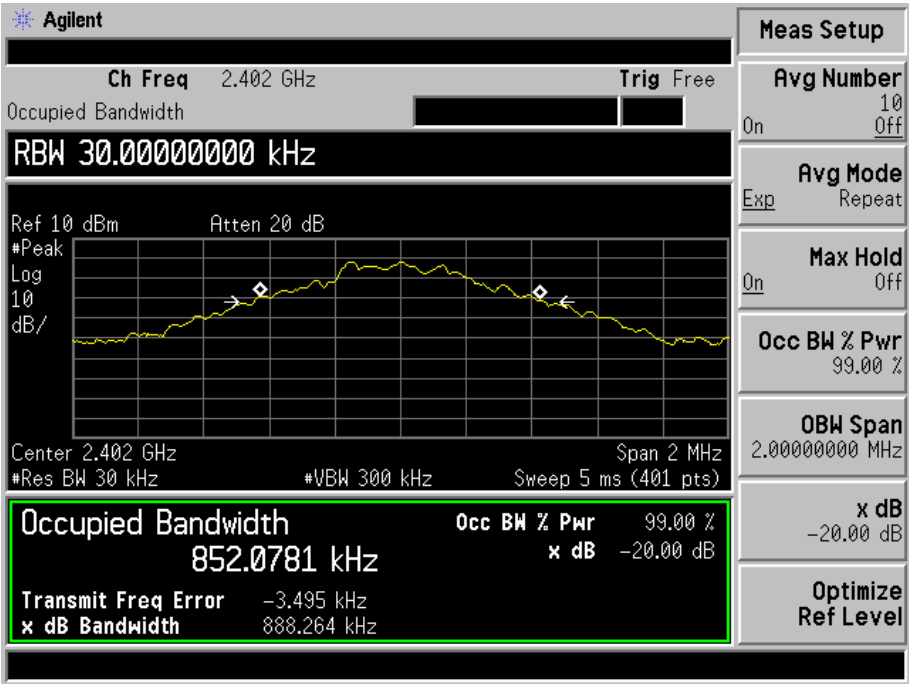 Agilent
Ch Freq 2.402 GHz Trig Free
Occupied Bandwidth
RBW 30.00000000 kHz
Ref 10 dBm Atten 20 dB
#Peak
Log
10
dB/
Center 2.402 GHz Span 2 MHz
#Res BW 30 kHz #VBW 300 kHz Sweep 5 ms (401 pts)
Occupied Bandwidth Occ BW % Pwr 99.00 %
852.0781 kHz x dB -20.00 dB
Transmit Freq Error -3.495 kHz
x dB Bandwidth 888.264 kHz
Meas Setup
Avg Number
10
On Off
Avg Mode
Exp Repeat
Max Hold
On Off
Occ BW % Pwr
99.00 %
OBW Span
2.00000000 MHz
x dB
-20.00 dB
Optimize
Ref Level